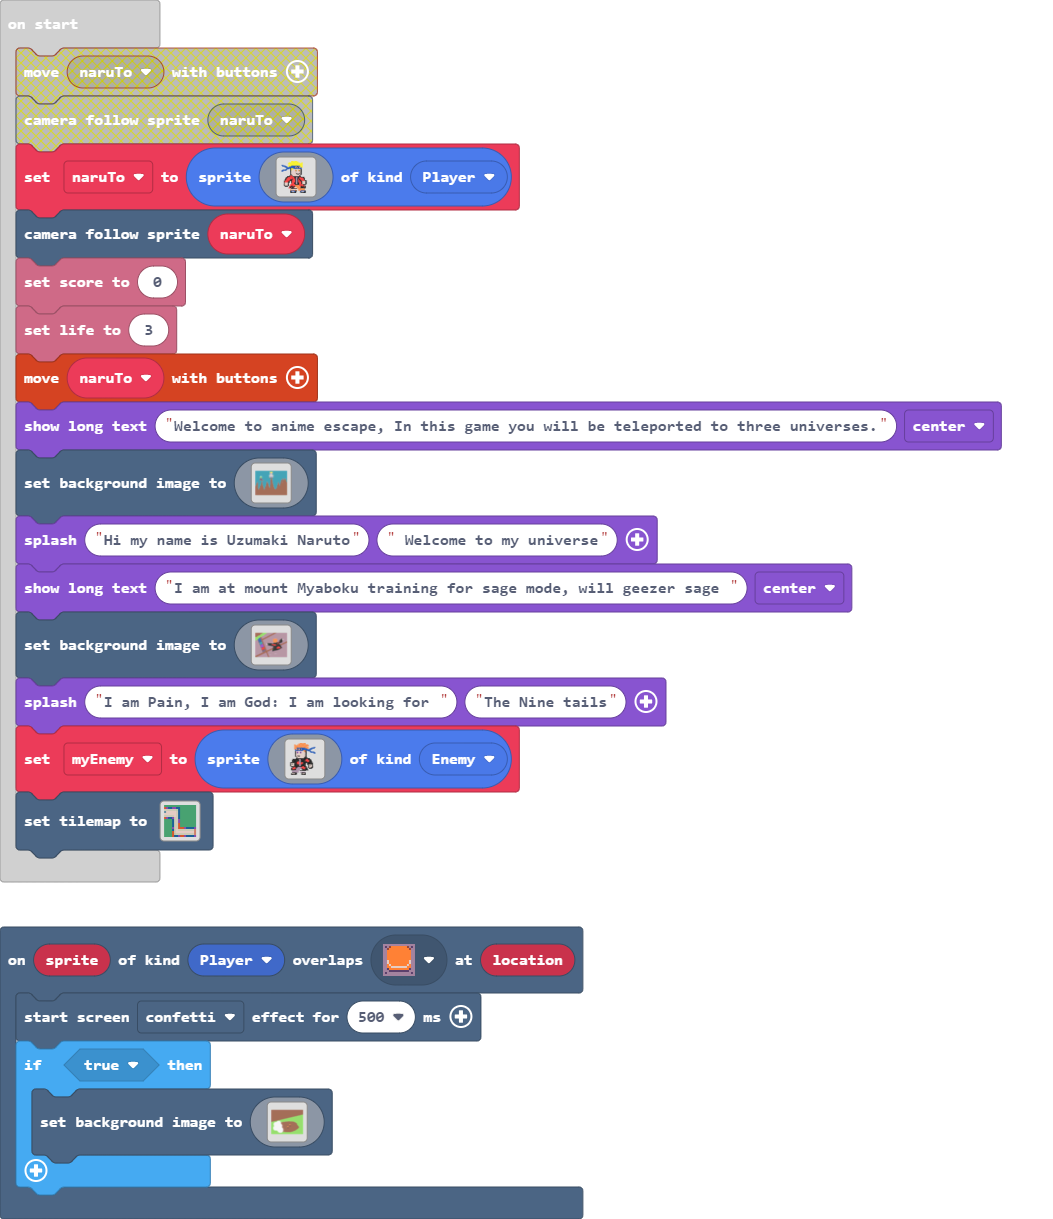 on start
move naruTo with buttons
camera follow sprite naruTo
set naruTo to sprite of kind Player
camera follow sprite naruTo
set score to 0
set life to 3
move naruTo with buttons
show long text "Welcome to anime escape, In this game you will be teleported to three universes." center
set background image to
splash "Hi my name is Uzumaki Naruto" " Welcome to my universe"
show long text "I am at mount Myaboku training for sage mode, will geezer sage " center
set background image to
splash "I am Pain, I am God: I am looking for " "The Nine tails"
set myEnemy to sprite of kind Enemy
set tilemap to
on sprite of kind Player overlaps at location
start screen confetti effect for 500 ms
if true then
set background image to